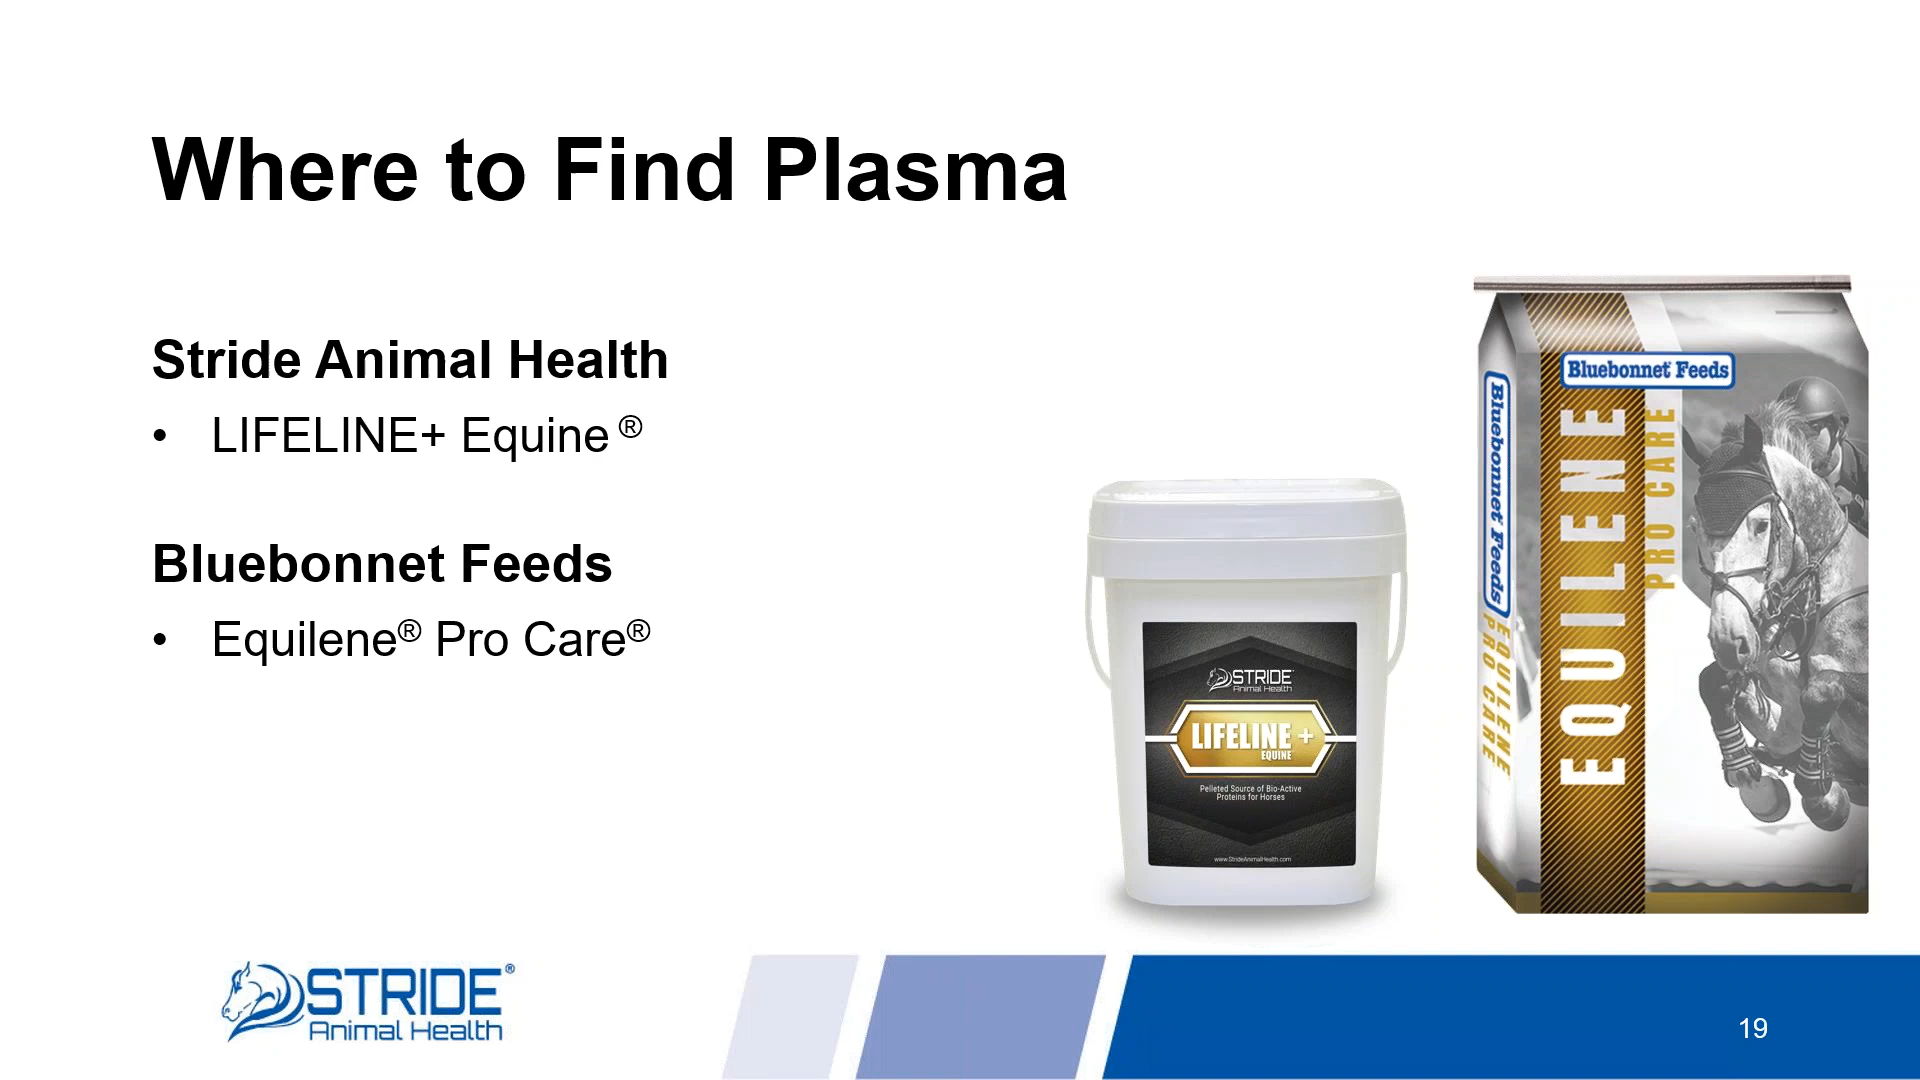 Where to Find Plasma
Stride Animal Health
• LIFELINE+ Equine ®
Bluebonnet Feeds
• Equilene® Pro Care®
STRIDE
Animal Health
LIFELINE +
EQUINE
Pelleted Source of Bio-Active
Proteins for Horses
www.StrideAnimalHealth.com
Bluebonnet Feeds
EQUILENE
PRO CARE
Bluebonnet Feeds
EQUILENE
PRO CARE
STRIDE®
Animal Health
19